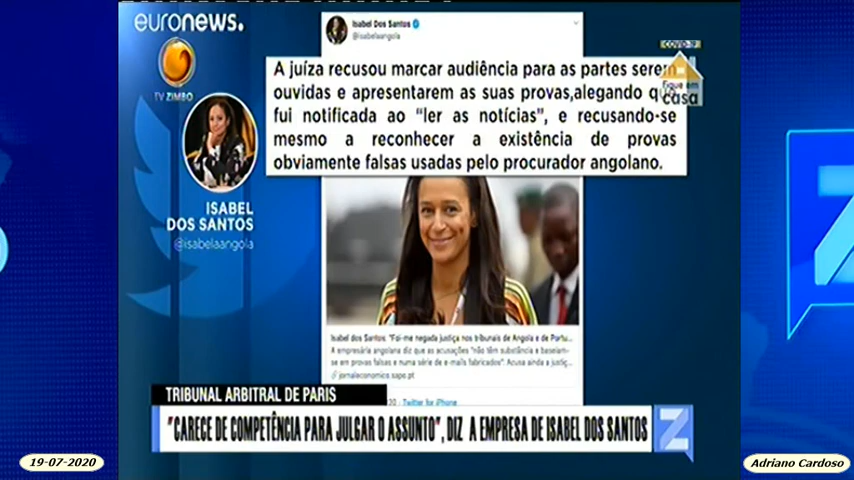 euronews.
TV ZIMBO
Isabel Dos Santos
@isabelaangola
COVID-19
Fique em
casa
A juíza recusou marcar audiência para as partes serem
ouvidas e apresentarem as suas provas,alegando que
fui notificada ao “ler as notícias”, e recusando-se
mesmo a reconhecer a existência de provas
obviamente falsas usadas pelo procurador angolano.
ISABEL
DOS SANTOS
@isabelaangola
Isabel dos Santos: "Foi-me negada justiça nos tribunais de Angola e de Portu...
A empresária angolana diz que as acusações "não têm substância e baseiam-
se em provas falsas e numa série de e-mails fabricados". Acusa ainda a justiç...
jornaleconomico.sapo.pt
20 · Twitter for iPhone
TRIBUNAL ARBITRAL DE PARIS
"CARECE DE COMPETÊNCIA PARA JULGAR O ASSUNTO", DIZ A EMPRESA DE ISABEL DOS SANTOS
Z
19-07-2020
Adriano Cardoso